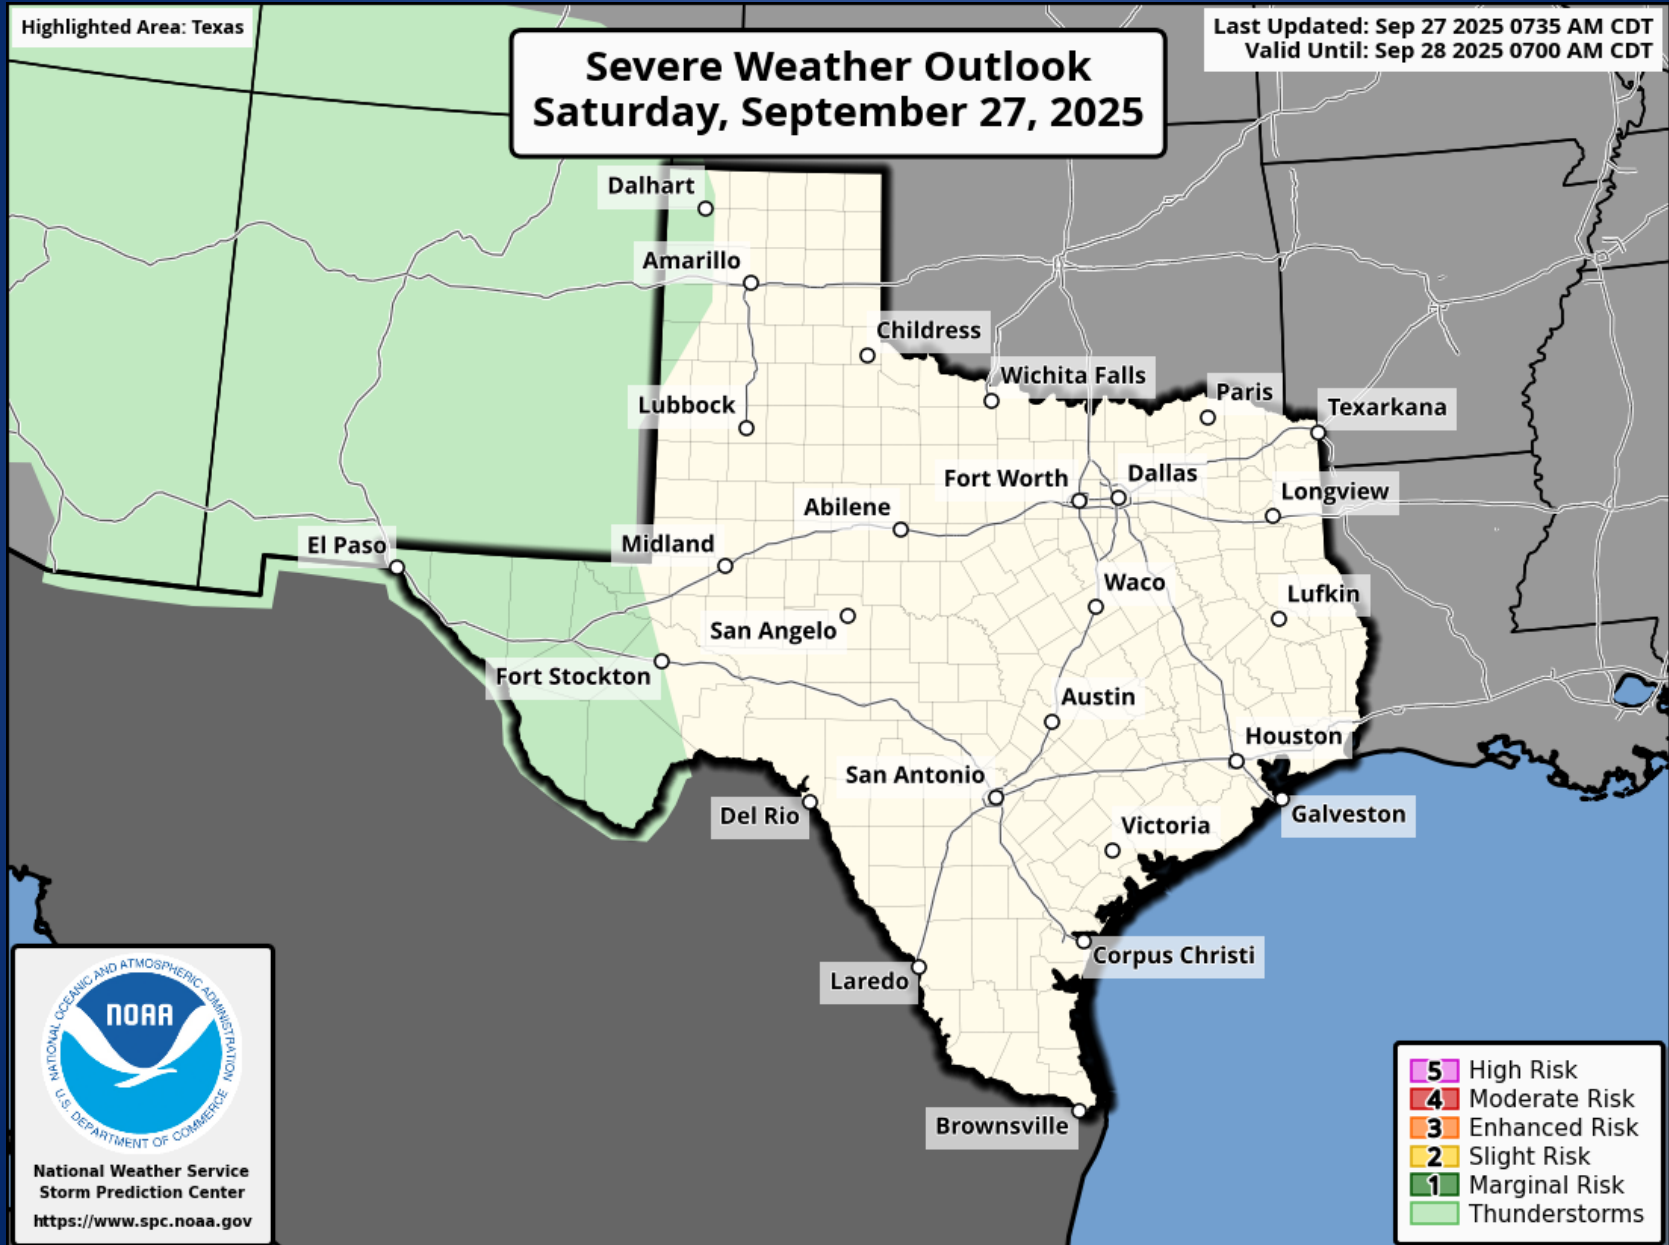 Highlighted Area: Texas
Last Updated: Sep 27 2025 0735 AM CDT
Valid Until: Sep 28 2025 0700 AM CDT
Severe Weather Outlook
Saturday, September 27, 2025
Dalhart
Amarillo
Childress
Wichita Falls
Paris
Texarkana
Lubbock
Fort Worth
Dallas
Longview
Abilene
El Paso
Midland
Waco
Lufkin
San Angelo
Fort Stockton
Austin
Houston
San Antonio
Del Rio
Galveston
Victoria
Corpus Christi
Laredo
Brownsville
NATIONAL OCEANIC AND ATMOSPHERIC ADMINISTRATION
NOAA
U.S. DEPARTMENT OF COMMERCE
National Weather Service
Storm Prediction Center
https://www.spc.noaa.gov
5 High Risk
4 Moderate Risk
3 Enhanced Risk
2 Slight Risk
1 Marginal Risk
Thunderstorms